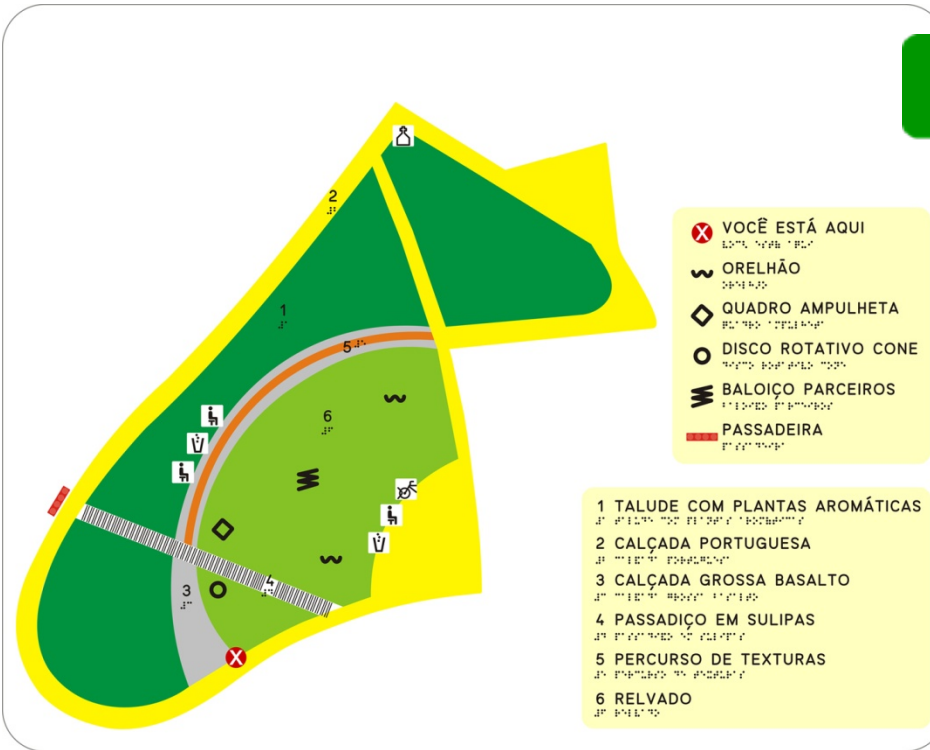 2
1
5
6
3
4
X
X VOCÊ ESTÁ AQUI
ORELHÃO
QUADRO AMPULHETA
DISCO ROTATIVO CONE
BALOIÇO PARCEIROS
PASSADEIRA
1 TALUDE COM PLANTAS AROMÁTICAS
2 CALÇADA PORTUGUESA
3 CALÇADA GROSSA BASALTO
4 PASSADIÇO EM SULIPAS
5 PERCURSO DE TEXTURAS
6 RELVADO